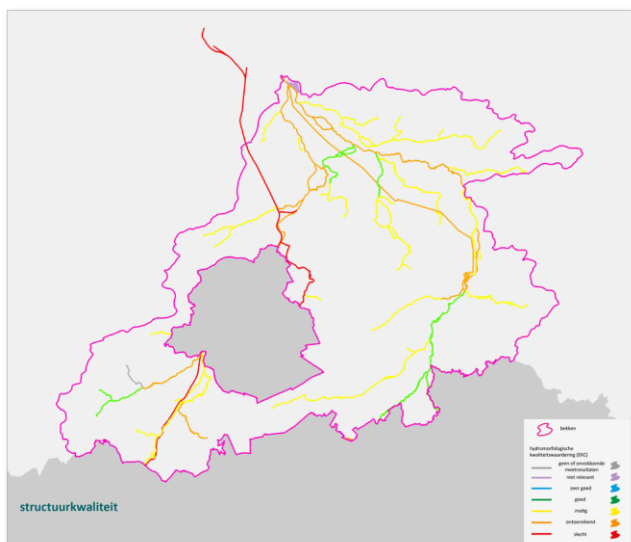 bekken
hydromorfologische
kwaliteitswaardering (EKC)
geen of onvoldoende
meetresultaten
niet relevant
zeer goed
goed
matig
ontoereikend
slecht
structuurkwaliteit